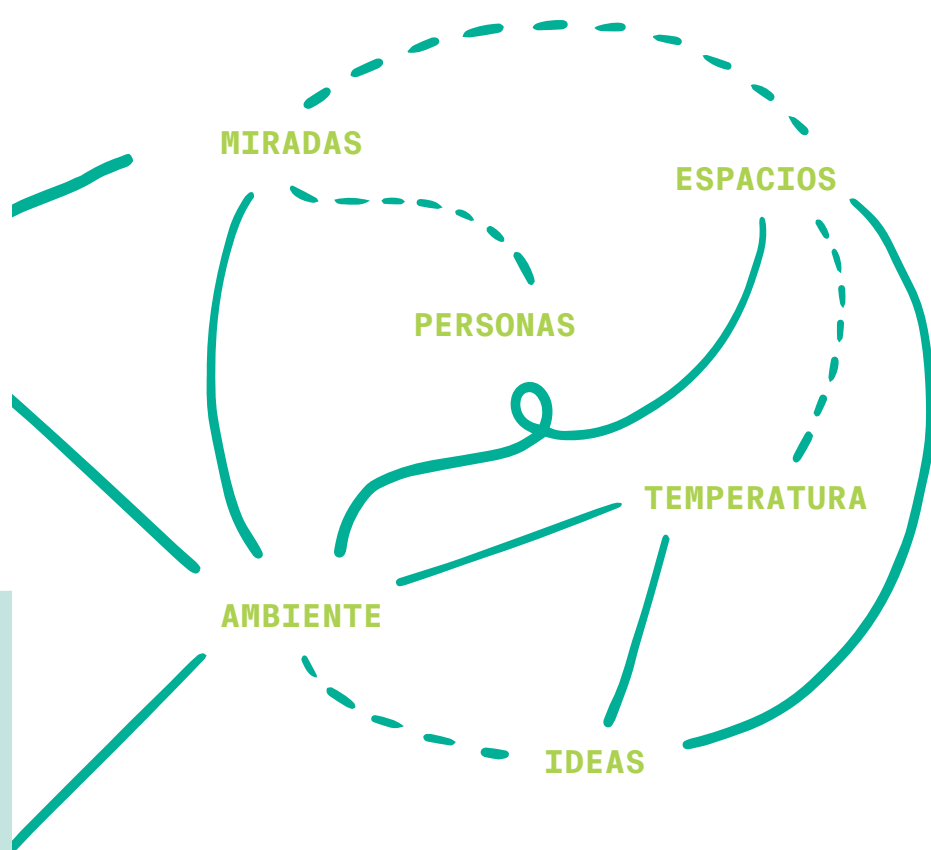 MIRADAS
ESPACIOS
PERSONAS
TEMPERATURA
AMBIENTE
IDEAS